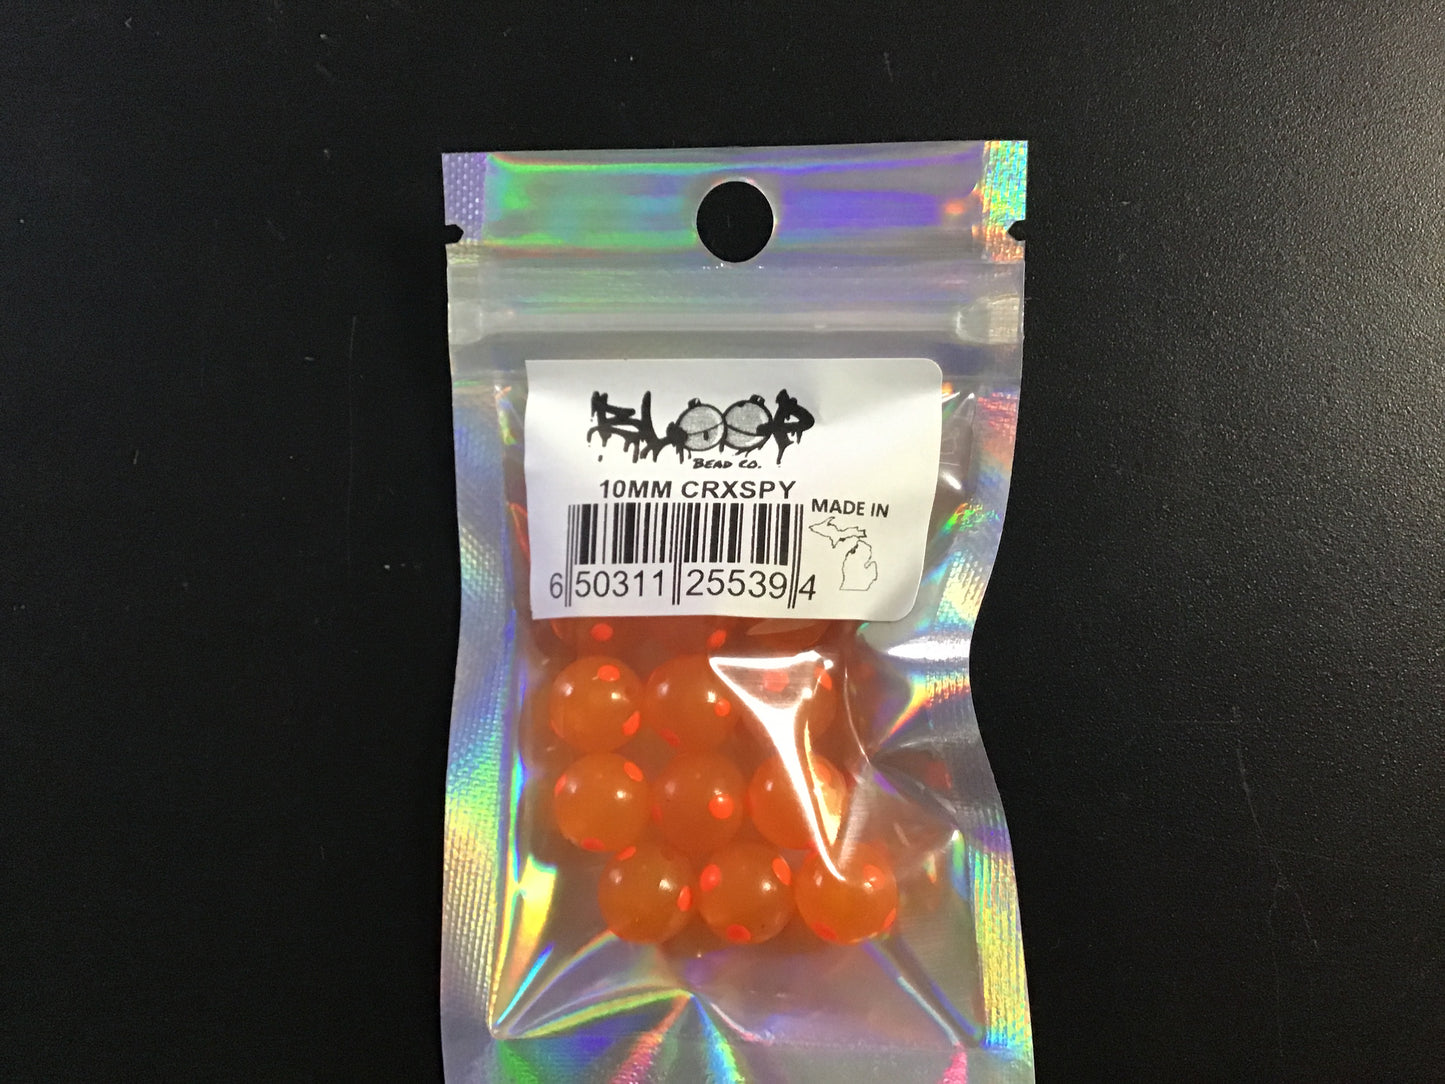 BLOOP
BEAD CO.
10MM CRXSPY
MADE IN
6 50311 25539 4